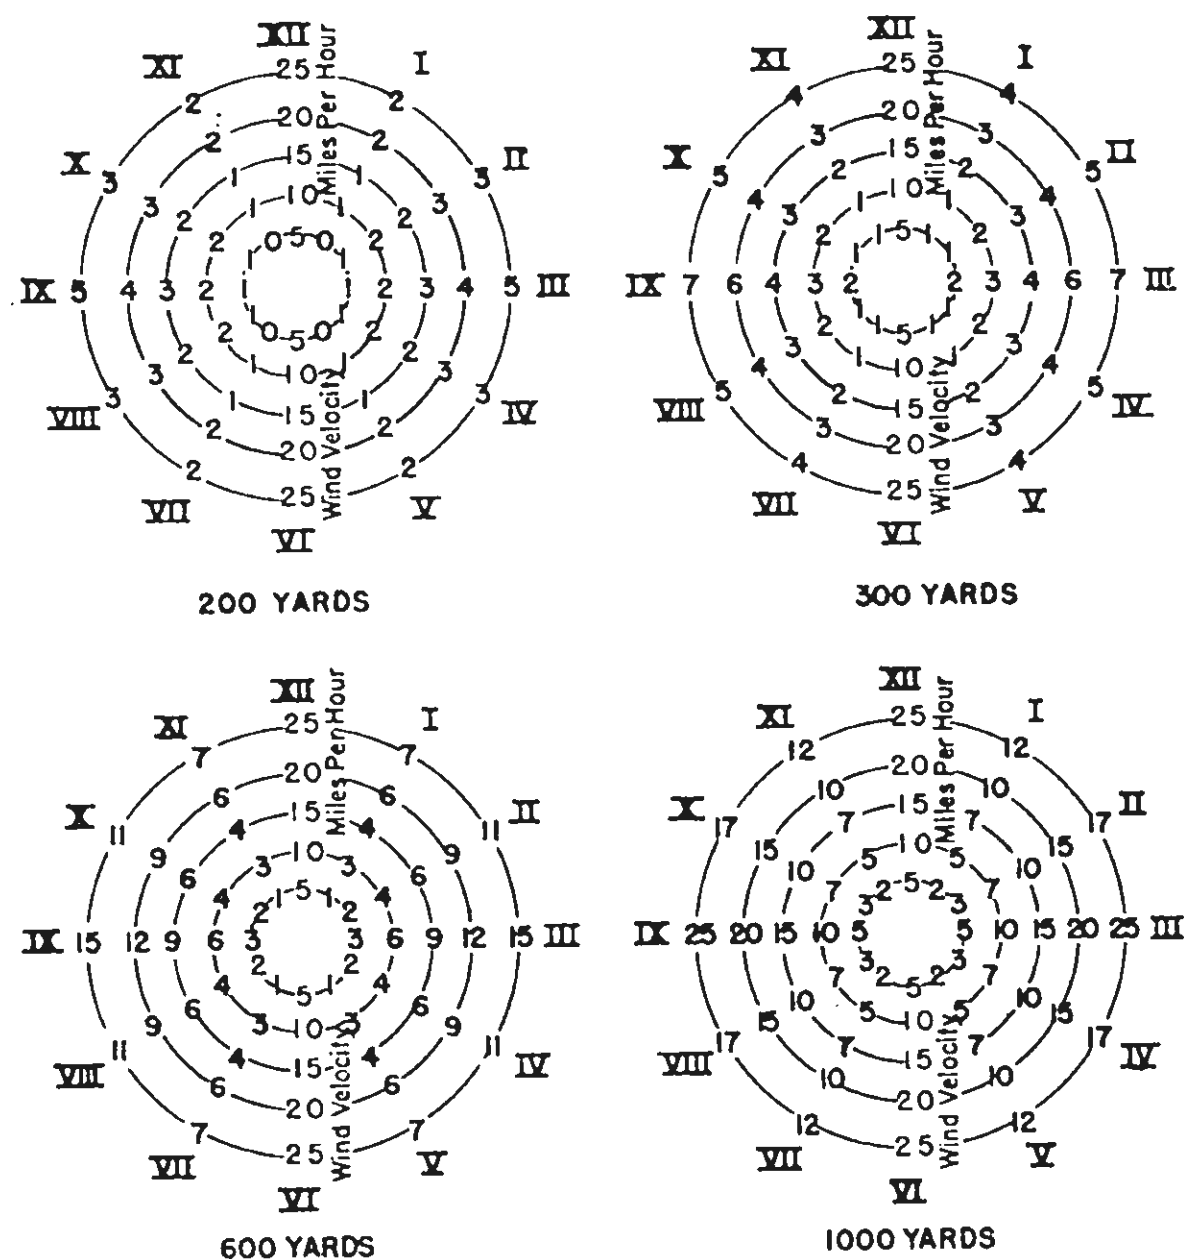 XII
XI 25 I
2 2
20
2 2
X 15 II
3 1 1 3
3 10 3
2 1 1 2
2 2
0 5 0
1 1
IX 5 4 3 2 1 1 2 3 4 5 III
1 1
0 5 0
2 2
2 2
3 1 10 1 3
3 1 1 3
VIII 15 IV
2 2
20
2 2
VII 25 V
VI
Wind Velocity Miles Per Hour
200 YARDS
XII
XI 25 I
4 4
20
3 3
X 15 II
5 2 2 5
4 10 4
3 1 1 3
2 2
1 5 1
1 1
IX 7 6 4 3 2 2 3 4 6 7 III
1 1
1 5 1
2 2
3 1 1 3
4 10 4
5 2 2 5
VIII 15 IV
3 3
20
4 4
VII 25 V
VI
Wind Velocity Miles Per Hour
300 YARDS
XII
XI 25 I
7 7
20
6 6
X 15 II
11 4 4 11
9 10 9
6 3 3 6
4 4
1 5 1
2 2
IX 15 12 9 6 3 3 6 9 12 15 III
2 2
4 1 5 1 4
6 6
9 3 10 3 9
11 4 4 11
VIII 15 IV
6 6
20
7 7
VII 25 V
VI
Wind Velocity Miles Per Hour
600 YARDS
XII
XI 25 I
12 12
20
10 10
X 15 II
17 7 7 17
15 10 15
10 5 5 10
7 7
2 5 2
3 3
IX 25 20 15 10 5 5 10 15 20 25 III
3 3
7 2 5 2 7
10 10
15 5 10 5 15
17 7 7 17
VIII 15 IV
10 10
20
12 12
VII 25 V
VI
Wind Velocity Miles Per Hour
1000 YARDS